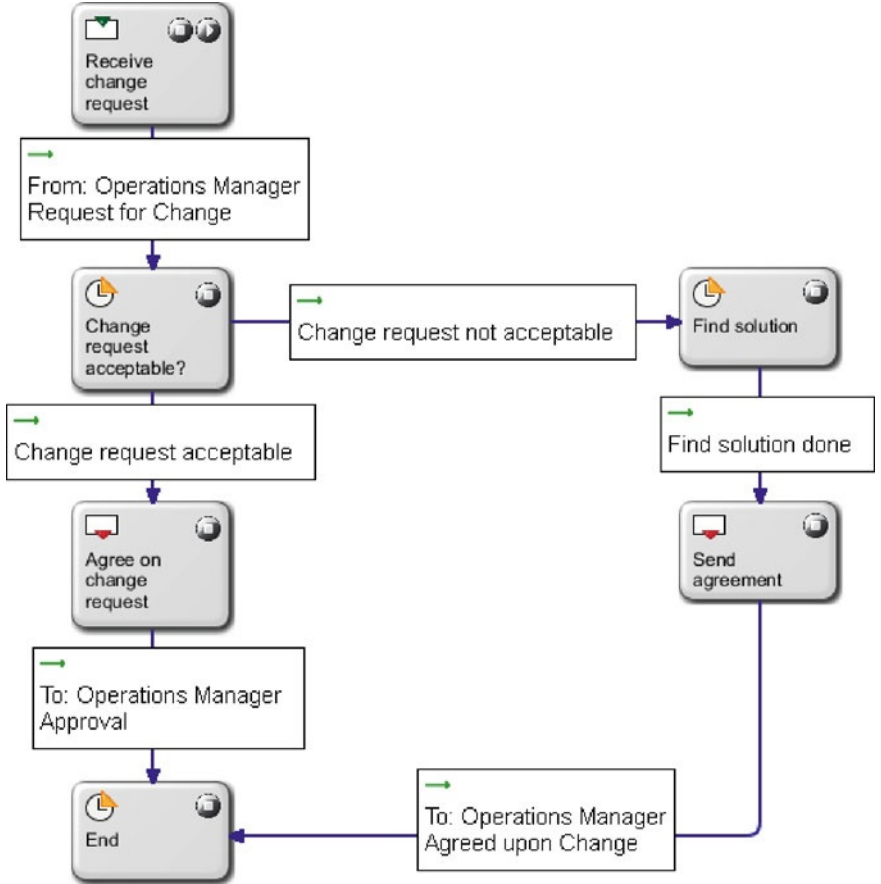 Receive
change
request
From: Operations Manager
Request for Change
Change
request
acceptable?
Change request not acceptable
Find solution
Change request acceptable
Find solution done
Agree on
change
request
Send
agreement
To: Operations Manager
Approval
To: Operations Manager
Agreed upon Change
End